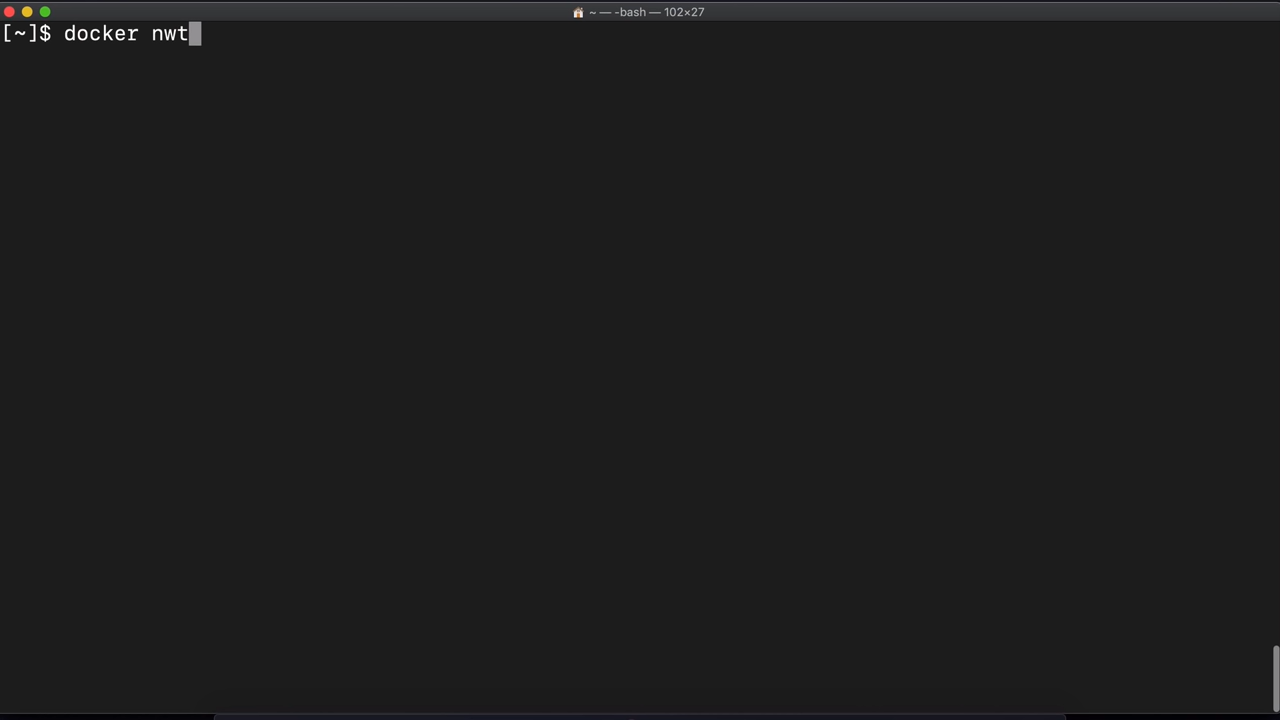 ~ — -bash — 102×27
[~]$ docker nwt